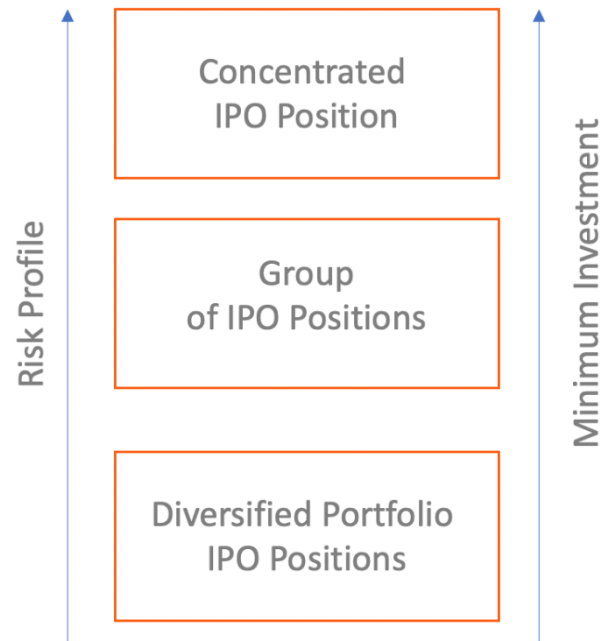 Concentrated
IPO Position
Risk Profile
Minimum Investment
Group
of IPO Positions
Diversified Portfolio
IPO Positions